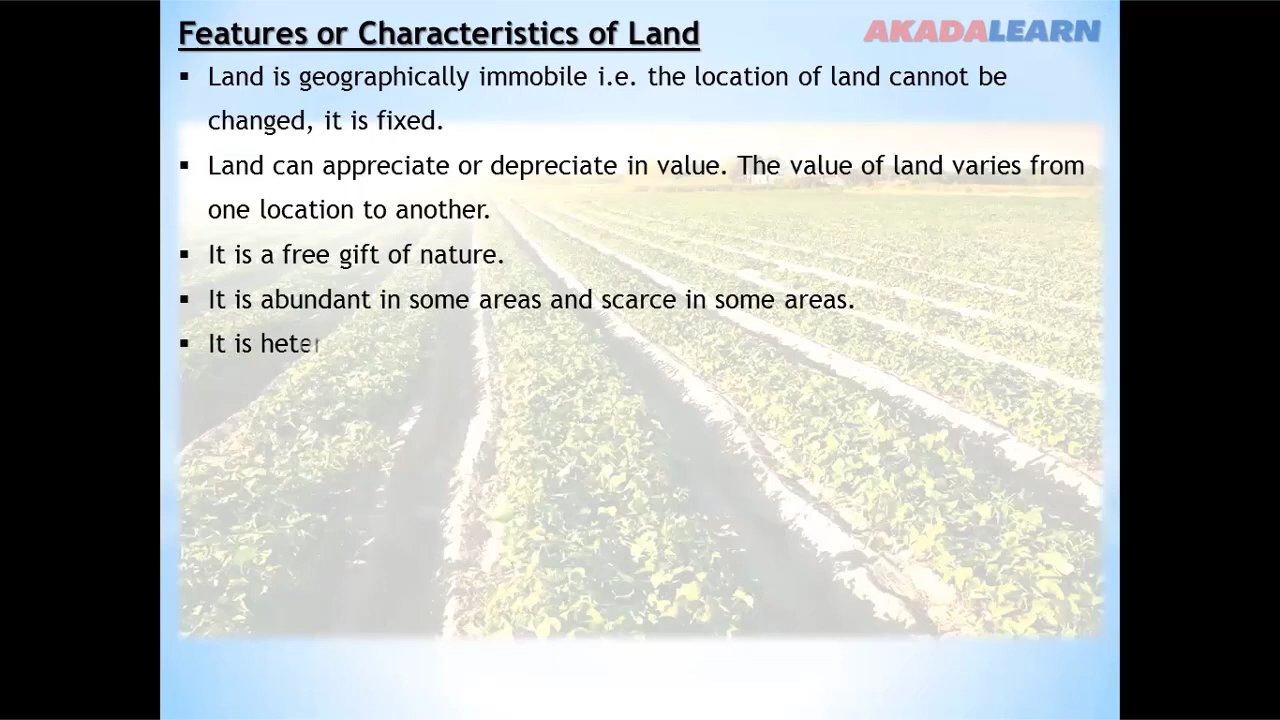 Features or Characteristics of Land
AKADALEARN
▪ Land is geographically immobile i.e. the location of land cannot be
changed, it is fixed.
▪ Land can appreciate or depreciate in value. The value of land varies from
one location to another.
▪ It is a free gift of nature.
▪ It is abundant in some areas and scarce in some areas.
▪ It is heter